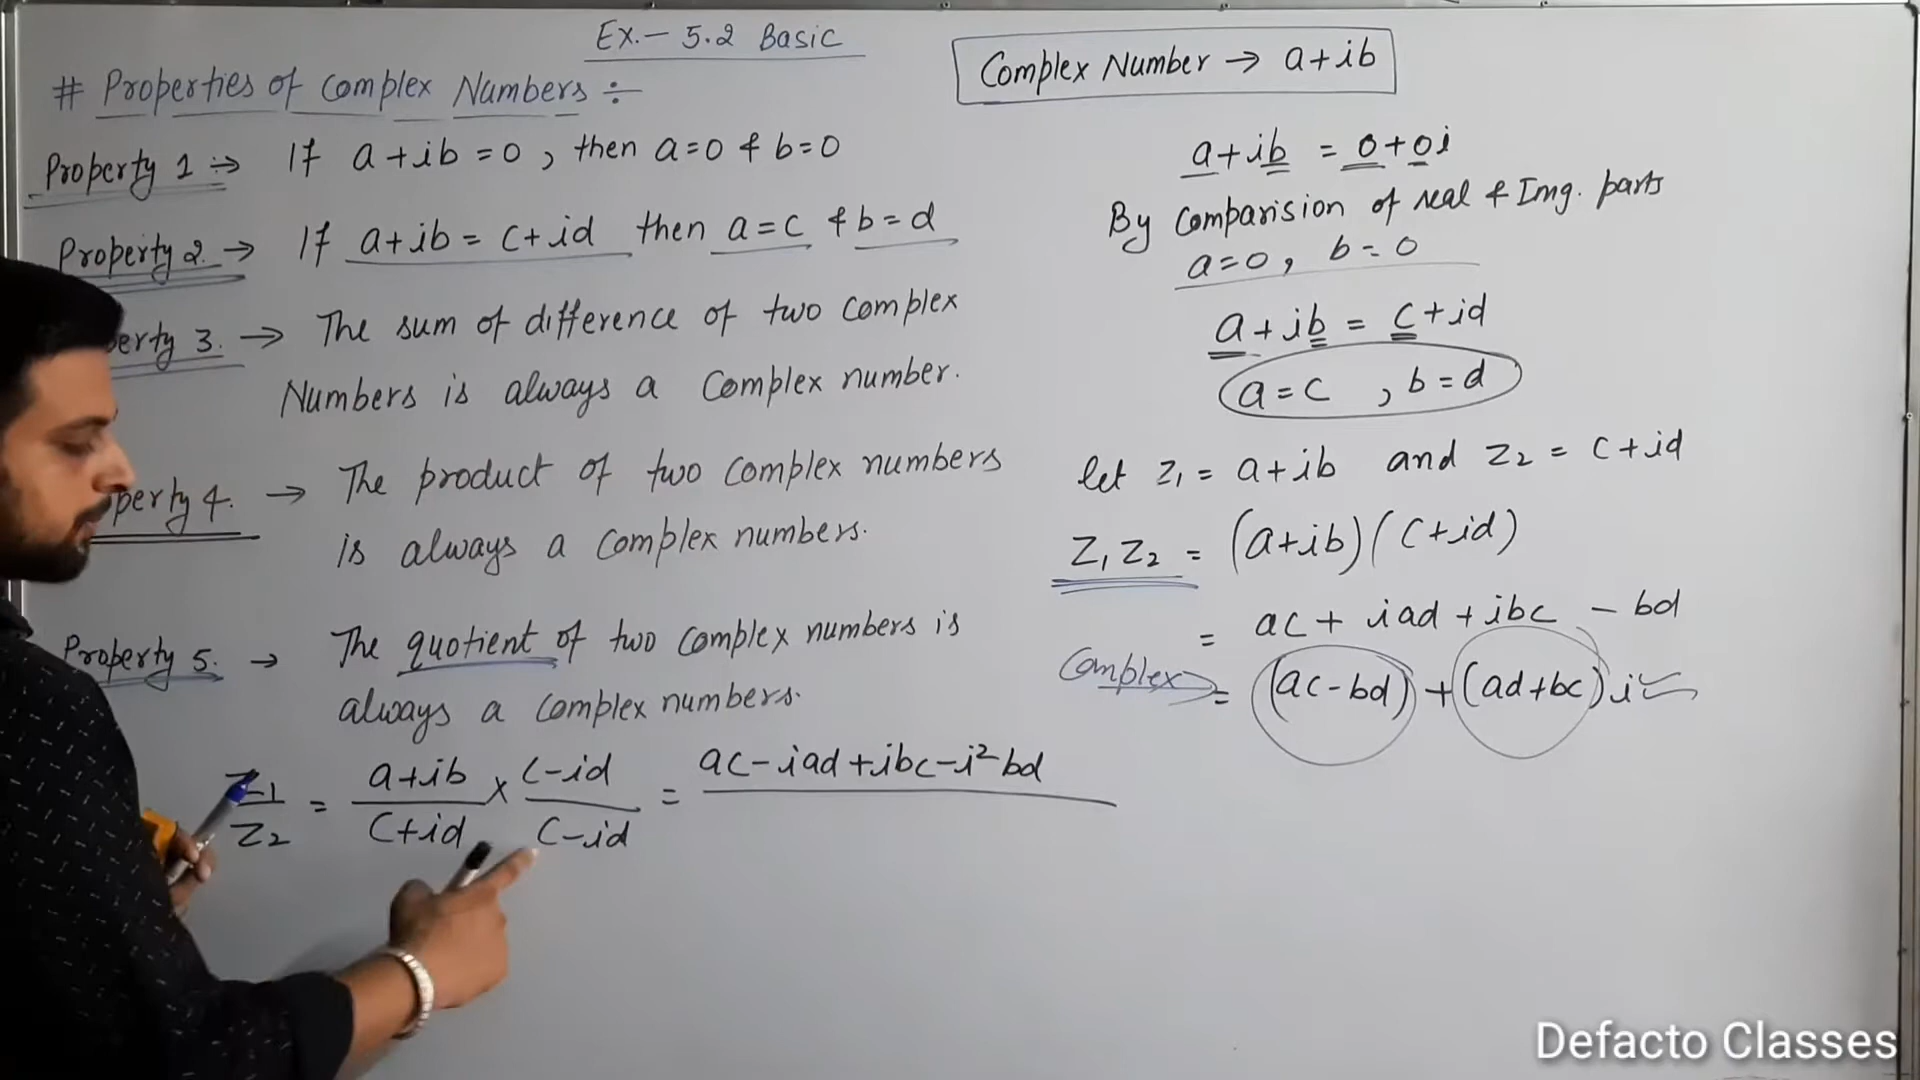 Ex.- 5.2 Basic
# Properties of Complex Numbers ÷
Property 1 ⇒ If a+ib=0, then a=0 & b=0
Property 2. → If a+ib = c+id then a=c & b=d
erty 3. → The sum of difference of two complex
Numbers is always a Complex number.
perty 4. → The product of two complex numbers
is always a complex numbers.
Property 5. → The quotient of two complex numbers is
always a complex numbers.
z1/z2 = (a+ib)/(c+id) × (c-id)/(c-id) = ac-iad+ibc-i²bd
Complex Number → a+ib
a+ib = 0+0i
By Comparision of real & Img. parts
a=0, b=0
a+ib = c+id
a=c , b=d
let z1 = a+ib and z2 = c+id
z1 z2 = (a+ib)(c+id)
= ac + iad + ibc - bd
Complex = (ac-bd)+(ad+bc)i
Defacto Classes